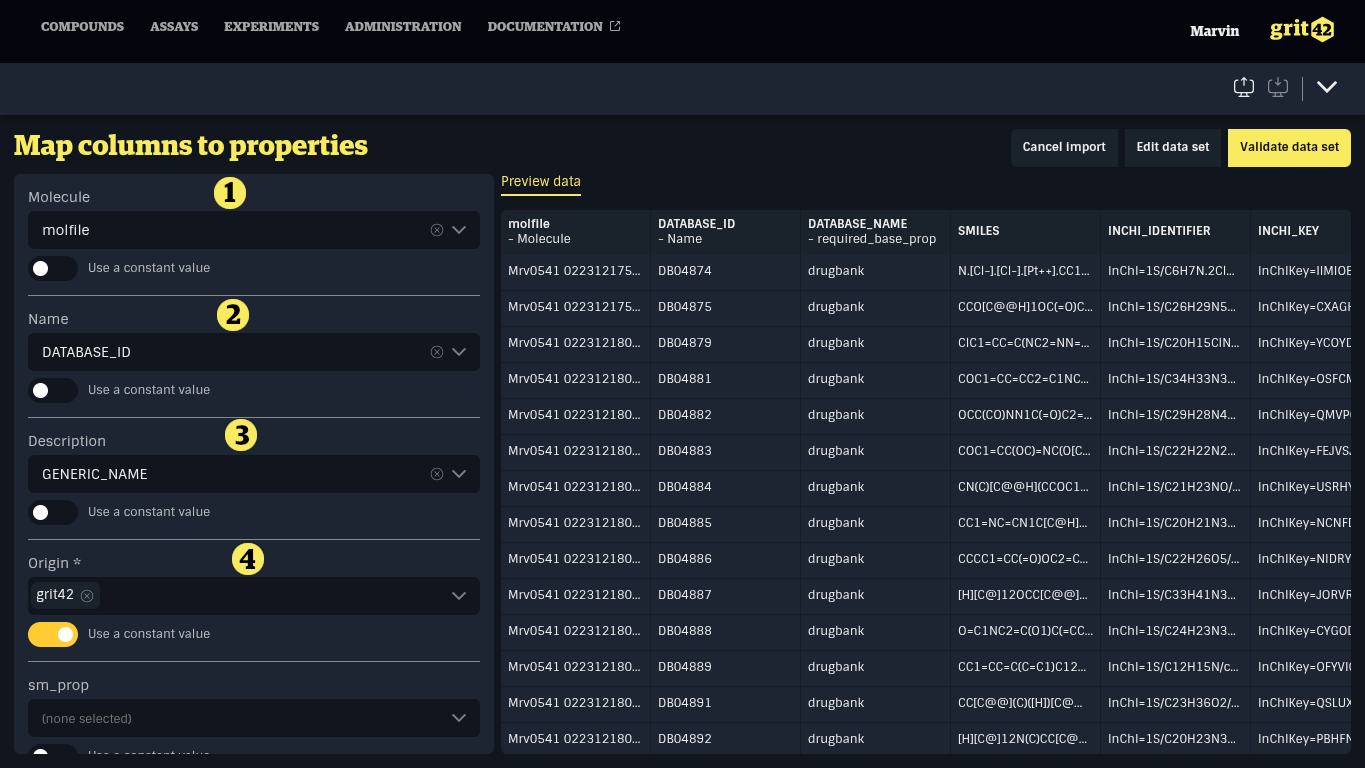 COMPOUNDS ASSAYS EXPERIMENTS ADMINISTRATION DOCUMENTATION Marvin grit42
Map columns to properties
Cancel import Edit data set Validate data set
Molecule 1
molfile
Use a constant value
Name 2
DATABASE_ID
Use a constant value
Description 3
GENERIC_NAME
Use a constant value
Origin * 4
grit42
Use a constant value
sm_prop
(none selected)
Use a constant value
Preview data
molfile DATABASE_ID DATABASE_NAME SMILES INCHI_IDENTIFIER INCHI_KEY
- Molecule - Name - required_base_prop
Mrv0541 022312175... DB04874 drugbank N.[Cl-].[Cl-].[Pt++].CC1... InChI=1S/C6H7N.2Cl... InChIKey=IIMIOE
Mrv0541 022312175... DB04875 drugbank CCO[C@@H]1OC(=O)C... InChI=1S/C26H29N5... InChIKey=CXAGH
Mrv0541 022312180... DB04879 drugbank ClC1=CC=C(NC2=NN=... InChI=1S/C20H15ClN... InChIKey=YCOYD
Mrv0541 022312180... DB04881 drugbank COC1=CC=CC2=C1NC... InChI=1S/C34H33N3... InChIKey=OSFCM
Mrv0541 022312180... DB04882 drugbank OCC(CO)NN1C(=O)C2=... InChI=1S/C29H28N4... InChIKey=QMVP
Mrv0541 022312180... DB04883 drugbank COC1=CC(OC)=NC(O[C... InChI=1S/C22H22N2... InChIKey=FEJVS
Mrv0541 022312180... DB04884 drugbank CN(C)[C@@H](CCOC1... InChI=1S/C21H23NO/... InChIKey=USRHY
Mrv0541 022312180... DB04885 drugbank CC1=NC=CN1C[C@H]... InChI=1S/C20H21N3... InChIKey=NCNFD
Mrv0541 022312180... DB04886 drugbank CCCC1=CC(=O)OC2=C... InChI=1S/C22H26O5/... InChIKey=NIDRY
Mrv0541 022312180... DB04887 drugbank [H][C@]12OCC[C@@]... InChI=1S/C33H41N3... InChIKey=JORVR
Mrv0541 022312180... DB04888 drugbank O=C1NC2=C(O1)C(=CC... InChI=1S/C24H23N3... InChIKey=CYGOD
Mrv0541 022312180... DB04889 drugbank CC1=CC=C(C=C1)C12... InChI=1S/C12H15N/c... InChIKey=OFYVIC
Mrv0541 022312180... DB04891 drugbank CC[C@@](C)([H])[C@... InChI=1S/C23H36O2/... InChIKey=QSLUX
Mrv0541 022312180... DB04892 drugbank [H][C@]12N(C)CC[C@... InChI=1S/C20H23N3... InChIKey=PBHFN